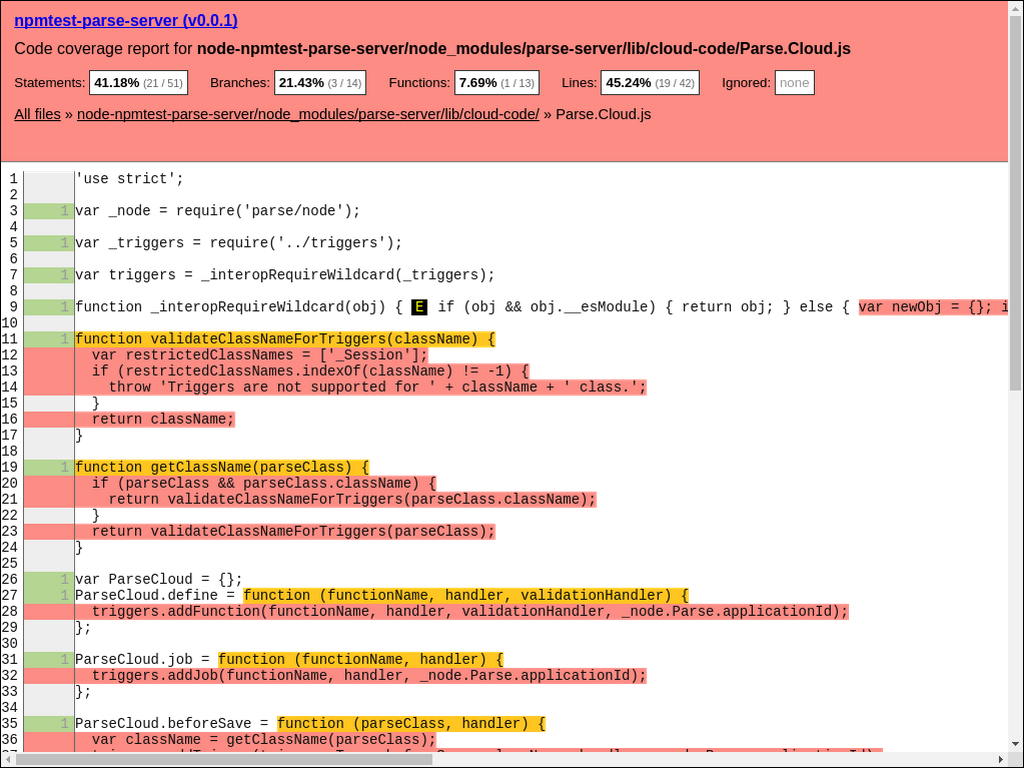 npmtest-parse-server (v0.0.1)
Code coverage report for node-npmtest-parse-server/node_modules/parse-server/lib/cloud-code/Parse.Cloud.js
Statements: 41.18% (21 / 51) Branches: 21.43% (3 / 14) Functions: 7.69% (1 / 13) Lines: 45.24% (19 / 42) Ignored: none
All files » node-npmtest-parse-server/node_modules/parse-server/lib/cloud-code/ » Parse.Cloud.js
1 'use strict';
2
3 1 var _node = require('parse/node');
4
5 1 var _triggers = require('../triggers');
6
7 1 var triggers = _interopRequireWildcard(_triggers);
8
9 1 function _interopRequireWildcard(obj) { E if (obj && obj.__esModule) { return obj; } else { var newObj = {}; i
10
11 1 function validateClassNameForTriggers(className) {
12 var restrictedClassNames = ['_Session'];
13 if (restrictedClassNames.indexOf(className) != -1) {
14 throw 'Triggers are not supported for ' + className + ' class.';
15 }
16 return className;
17 }
18
19 1 function getClassName(parseClass) {
20 if (parseClass && parseClass.className) {
21 return validateClassNameForTriggers(parseClass.className);
22 }
23 return validateClassNameForTriggers(parseClass);
24 }
25
26 1 var ParseCloud = {};
27 1 ParseCloud.define = function (functionName, handler, validationHandler) {
28 triggers.addFunction(functionName, handler, validationHandler, _node.Parse.applicationId);
29 };
30
31 1 ParseCloud.job = function (functionName, handler) {
32 triggers.addJob(functionName, handler, _node.Parse.applicationId);
33 };
34
35 1 ParseCloud.beforeSave = function (parseClass, handler) {
36 var className = getClassName(parseClass);